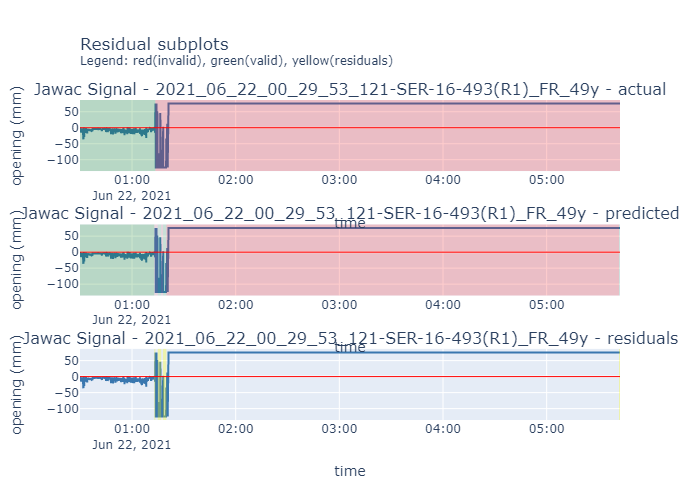 Residual subplots
Legend: red(invalid), green(valid), yellow(residuals)
Jawac Signal - 2021_06_22_00_29_53_121-SER-16-493(R1)_FR_49y - actual
opening (mm)
50
0
−50
−100
01:00 02:00 03:00 04:00 05:00
Jun 22, 2021
time
Jawac Signal - 2021_06_22_00_29_53_121-SER-16-493(R1)_FR_49y - predicted
opening (mm)
50
0
−50
−100
01:00 02:00 03:00 04:00 05:00
Jun 22, 2021
time
Jawac Signal - 2021_06_22_00_29_53_121-SER-16-493(R1)_FR_49y - residuals
opening (mm)
50
0
−50
−100
01:00 02:00 03:00 04:00 05:00
Jun 22, 2021
time